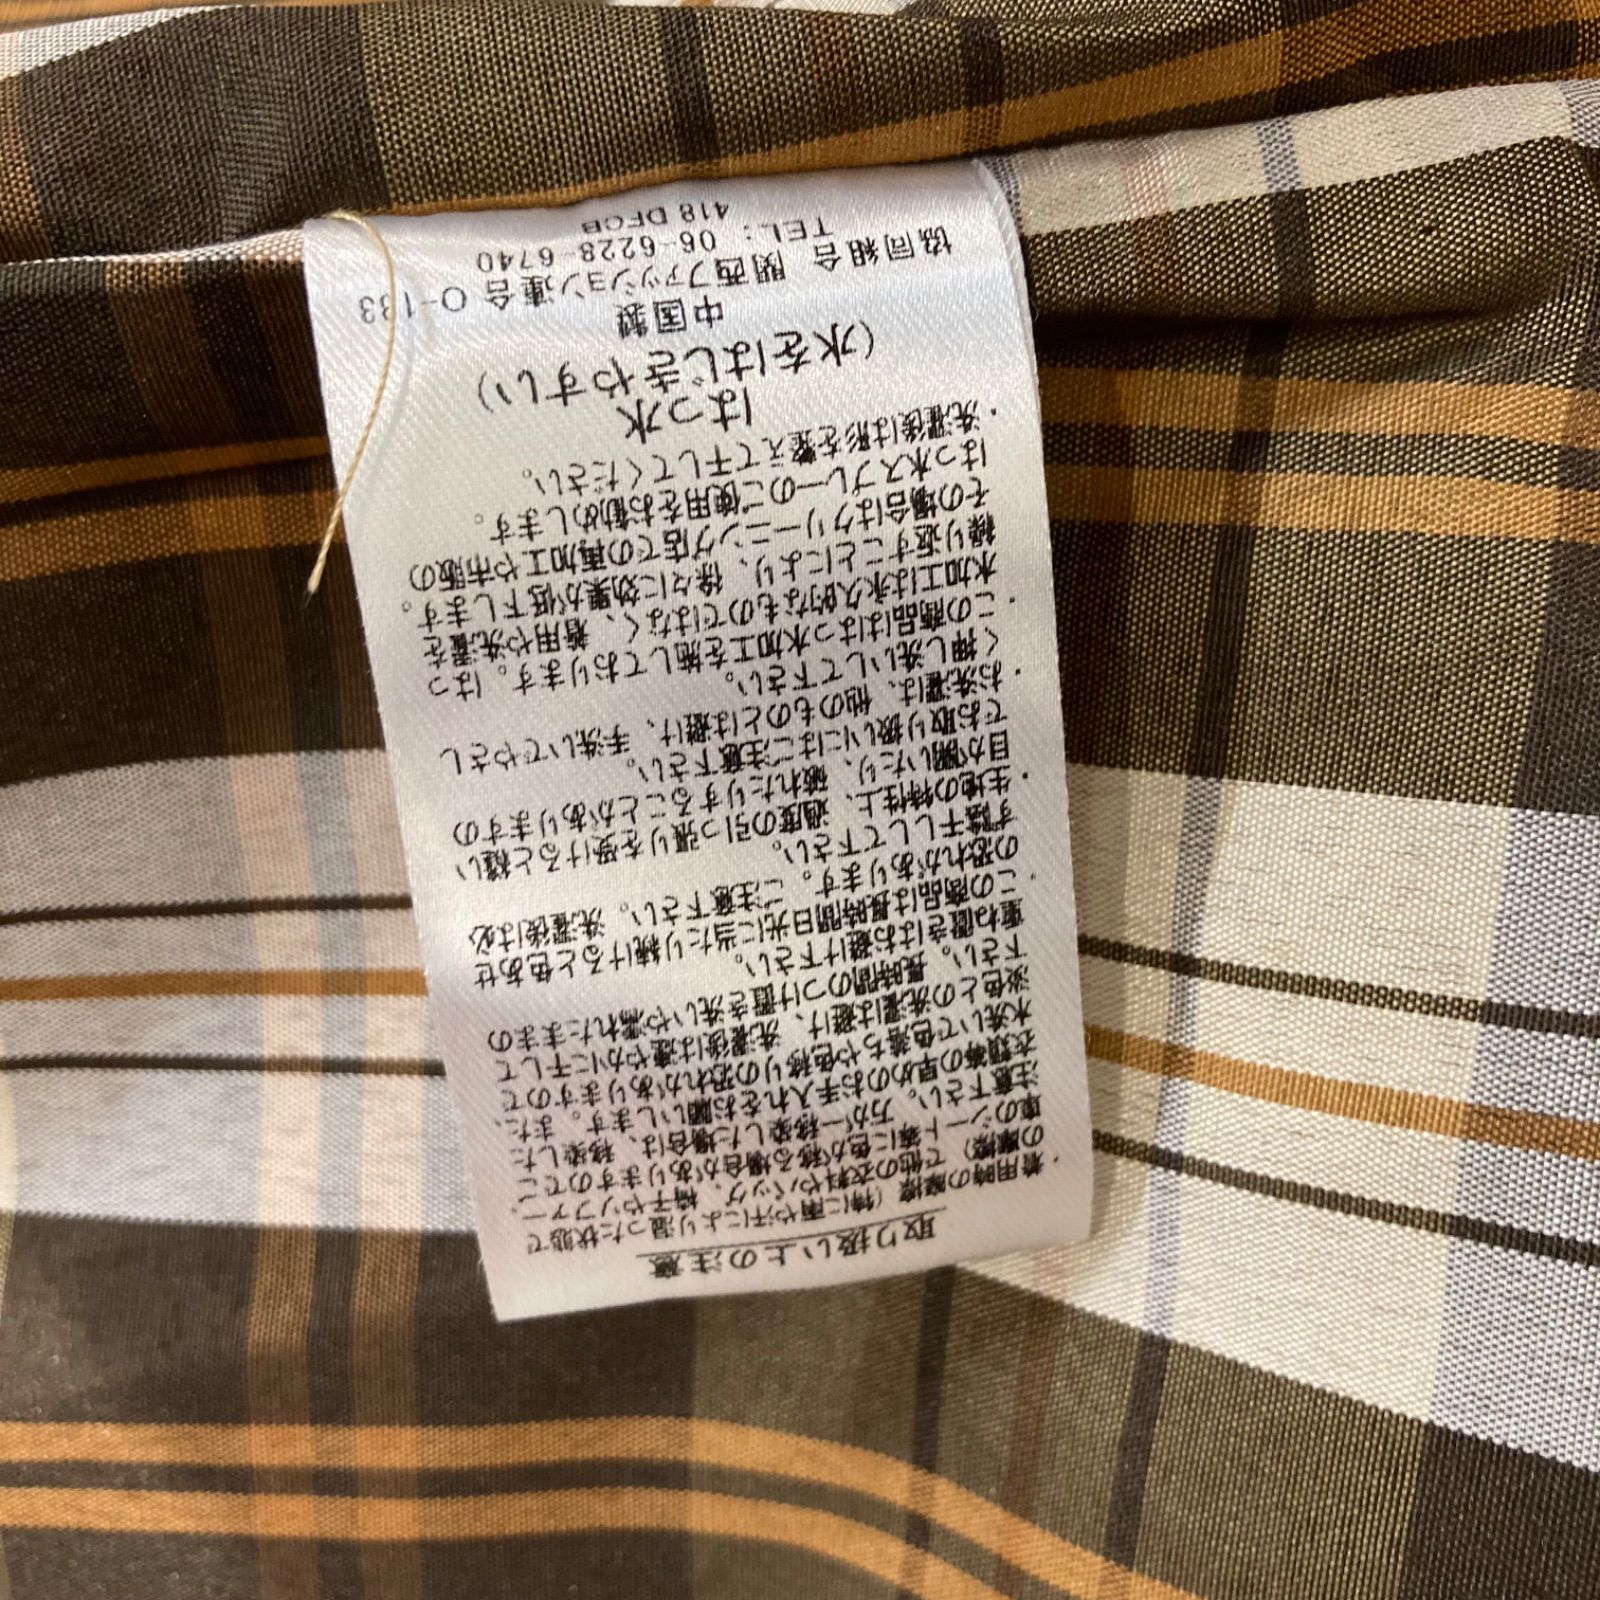 取り扱い上の注意
・着用時の摩擦（特に雨や汗により湿った状態で
の摩擦）で他の衣料やバッグ、椅子やソファー、
車のシート等に色が移る場合がありますのでご
注意下さい。万が一移染した場合は、移染した
衣類等の早めのお手入れをお願いします。また、
水洗いで色落ちや色移りの恐れがありますので
淡色との洗濯は避け、洗濯後は速やかに干して
下さい。長時間のつけ置き洗いや濡れたままの
重ね置きはお避け下さい。
・この商品は長時間日光に当たり続けると色あせ
の恐れがあります。ご注意下さい。洗濯後は必
ず陰干しして下さい。
・生地の特性上、過度の引っ張りを受けると縫い
目が開いたり、破れたりすることがありますの
でお取り扱いにはご注意下さい。
・お洗濯は、他のものとは避け、手洗いでやさし
く押し洗いして下さい。
・この商品ははっ水加工を施しております。はっ
水加工は永久的なものではなく、着用や洗濯を
繰り返すことにより、徐々に効果が低下します。
その場合はクリーニング店での再加工や市販の
はっ水スプレーのご使用をお勧めします。
・洗濯後は形を整えて干してください。
はっ水
（水をはじきやすい）
中国製
協同組合 関西ファッション連合 O-133
TEL: 06-6228-6740
418 DFCB